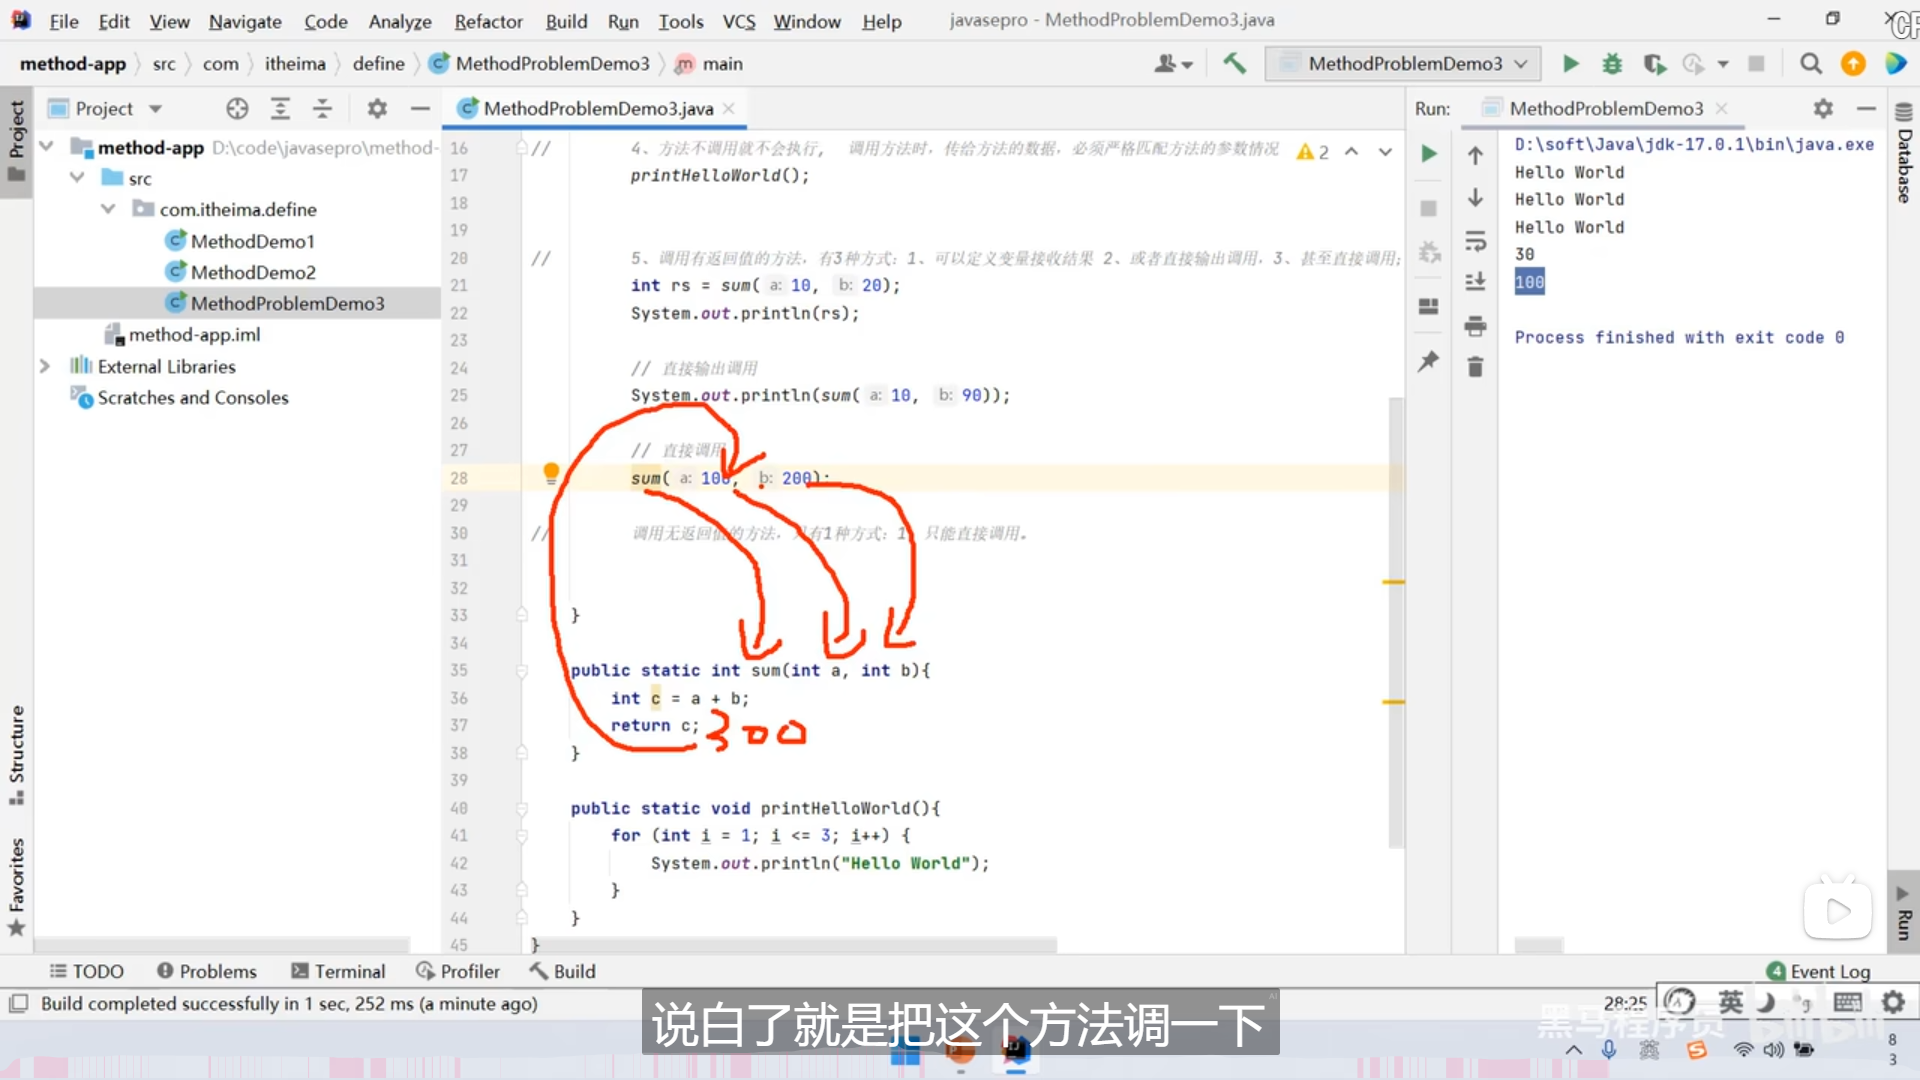 File Edit View Navigate Code Analyze Refactor Build Run Tools VCS Window Help javasepro - MethodProblemDemo3.java
method-app src com itheima define MethodProblemDemo3 main MethodProblemDemo3
Project
MethodProblemDemo3.java
Run: MethodProblemDemo3
Project
Structure
Favorites
method-app D:\code\javasepro\method-
src
com.itheima.define
MethodDemo1
MethodDemo2
MethodProblemDemo3
method-app.iml
External Libraries
Scratches and Consoles
16 // 4、方法不调用就不会执行, 调用方法时,传给方法的数据,必须严格匹配方法的参数情况 2
17 printHelloWorld();
18
19
20 // 5、调用有返回值的方法,有3种方式:1、可以定义变量接收结果 2、或者直接输出调用,3、甚至直接调用;
21 int rs = sum( a: 10, b: 20);
22 System.out.println(rs);
23
24 // 直接输出调用
25 System.out.println(sum( a: 10, b: 90));
26
27 // 直接调用
28 sum( a: 100, b: 200);
29
30 // 调用无返回值的方法,只有1种方式:1、只能直接调用。
31
32
33 }
34
35 public static int sum(int a, int b){
36 int c = a + b;
37 return c; 300
38 }
39
40 public static void printHelloWorld(){
41 for (int i = 1; i <= 3; i++) {
42 System.out.println("Hello World");
43 }
44 }
45 }
D:\soft\Java\jdk-17.0.1\bin\java.exe
Hello World
Hello World
Hello World
30
100
Process finished with exit code 0
Database
Run
TODO Problems Terminal Profiler Build 4 Event Log
Build completed successfully in 1 sec, 252 ms (a minute ago)
28:25
英
说白了就是把这个方法调一下
黑马程序员
bilibili
8
3